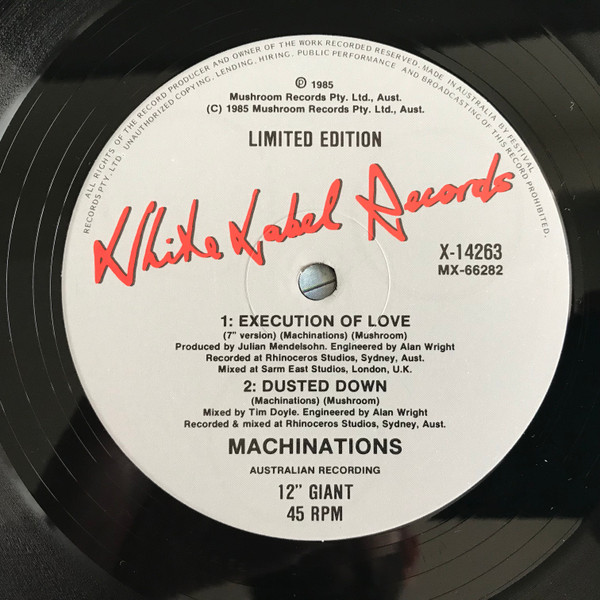 ALL RIGHTS OF THE RECORD PRODUCER AND OWNER OF THE WORK RECORDED RESERVED, MADE IN AUSTRALIA BY FESTIVAL
RECORDS PTY. LTD. UNAUTHORIZED COPYING, LENDING, HIRING, PUBLIC PERFORMANCE AND BROADCASTING OF THIS RECORD PROHIBITED.
℗ 1985
Mushroom Records Pty. Ltd., Aust.
(C) 1985 Mushroom Records Pty. Ltd., Aust.
LIMITED EDITION
White Label Records
X-14263
MX-66282
1: EXECUTION OF LOVE
(7" version) (Machinations) (Mushroom)
Produced by Julian Mendelsohn. Engineered by Alan Wright
Recorded at Rhinoceros Studios, Sydney, Aust.
Mixed at Sarm East Studios, London, U.K.
2: DUSTED DOWN
(Machinations) (Mushroom)
Mixed by Tim Doyle. Engineered by Alan Wright
Recorded & mixed at Rhinoceros Studios, Sydney, Aust.
MACHINATIONS
AUSTRALIAN RECORDING
12" GIANT
45 RPM